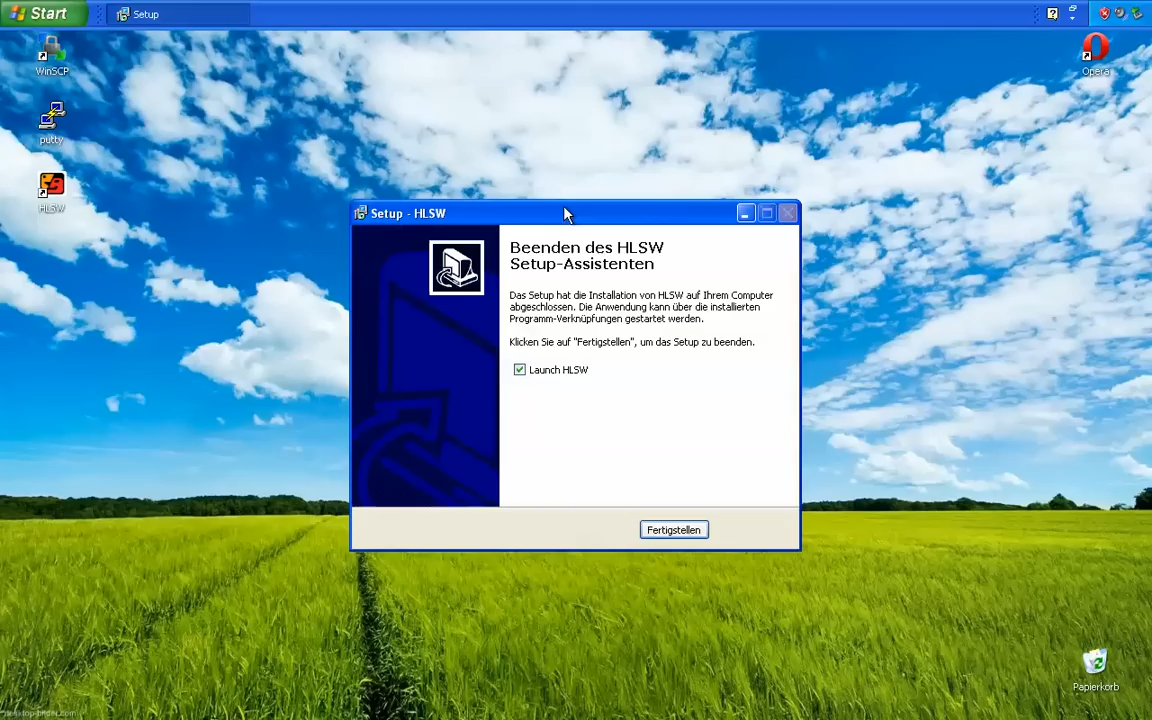 Start
Setup
WinSCP
putty
HLSW
Opera
Setup - HLSW
Beenden des HLSW
Setup-Assistenten
Das Setup hat die Installation von HLSW auf Ihrem Computer
abgeschlossen. Die Anwendung kann über die installierten
Programm-Verknüpfungen gestartet werden.
Klicken Sie auf "Fertigstellen", um das Setup zu beenden.
Launch HLSW
Fertigstellen
Papierkorb